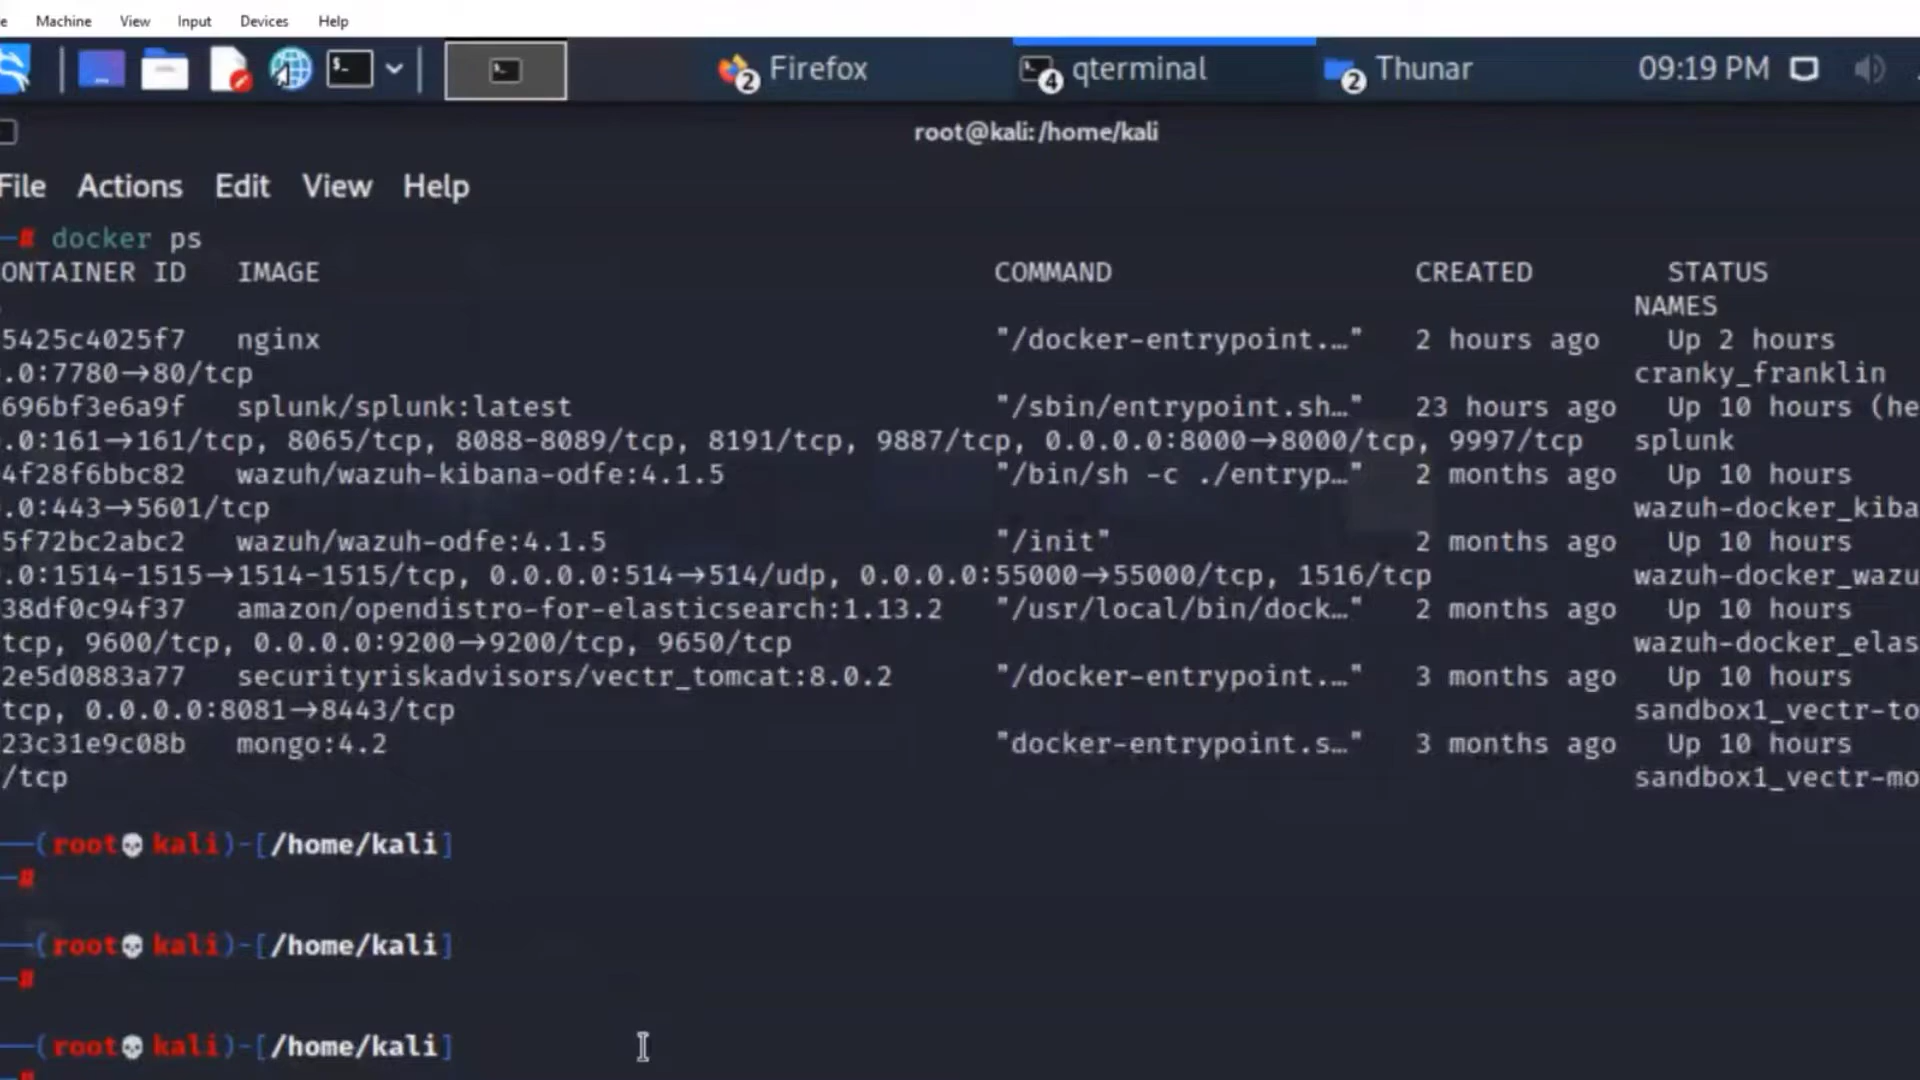 Machine View Input Devices Help
2 Firefox 4 qterminal 2 Thunar 09:19 PM
root@kali:/home/kali
File Actions Edit View Help
# docker ps
ONTAINER ID IMAGE COMMAND CREATED STATUS
NAMES
5425c4025f7 nginx "/docker-entrypoint.…" 2 hours ago Up 2 hours
.0:7780→80/tcp cranky_franklin
696bf3e6a9f splunk/splunk:latest "/sbin/entrypoint.sh…" 23 hours ago Up 10 hours (he
.0:161→161/tcp, 8065/tcp, 8088-8089/tcp, 8191/tcp, 9887/tcp, 0.0.0.0:8000→8000/tcp, 9997/tcp splunk
4f28f6bbc82 wazuh/wazuh-kibana-odfe:4.1.5 "/bin/sh -c ./entryp…" 2 months ago Up 10 hours
.0:443→5601/tcp wazuh-docker_kiba
5f72bc2abc2 wazuh/wazuh-odfe:4.1.5 "/init" 2 months ago Up 10 hours
.0:1514-1515→1514-1515/tcp, 0.0.0.0:514→514/udp, 0.0.0.0:55000→55000/tcp, 1516/tcp wazuh-docker_wazu
38df0c94f37 amazon/opendistro-for-elasticsearch:1.13.2 "/usr/local/bin/dock…" 2 months ago Up 10 hours
tcp, 9600/tcp, 0.0.0.0:9200→9200/tcp, 9650/tcp wazuh-docker_elas
2e5d0883a77 securityriskadvisors/vectr_tomcat:8.0.2 "/docker-entrypoint.…" 3 months ago Up 10 hours
tcp, 0.0.0.0:8081→8443/tcp sandbox1_vectr-to
23c31e9c08b mongo:4.2 "docker-entrypoint.s…" 3 months ago Up 10 hours
/tcp sandbox1_vectr-mo
(root💀kali)-[/home/kali]
#
(root💀kali)-[/home/kali]
#
(root💀kali)-[/home/kali]
#